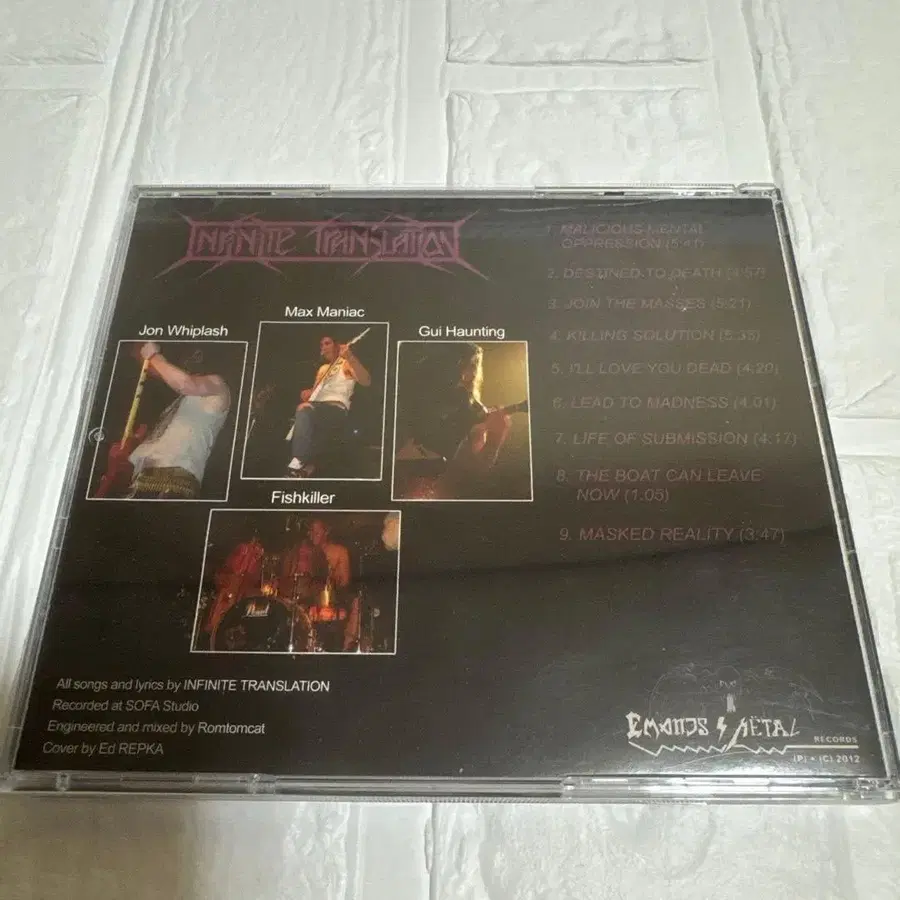 INFINITE TRANSLATION
Jon Whiplash
Max Maniac
Gui Haunting
Fishkiller
1. MALICIOUS MENTAL
OPPRESSION (5:41)
2. DESTINED TO DEATH (4:57)
3. JOIN THE MASSES (5:21)
4. KILLING SOLUTION (5:35)
5. I'LL LOVE YOU DEAD (4:20)
6. LEAD TO MADNESS (4:01)
7. LIFE OF SUBMISSION (4:17)
8. THE BOAT CAN LEAVE
NOW (1:05)
9. MASKED REALITY (3:47)
Pearl
All songs and lyrics by INFINITE TRANSLATION
Recorded at SOFA Studio
Engineered and mixed by Romtomcat
Cover by Ed REPKA
EMANES METAL
RECORDS
(P) • (C) 2012